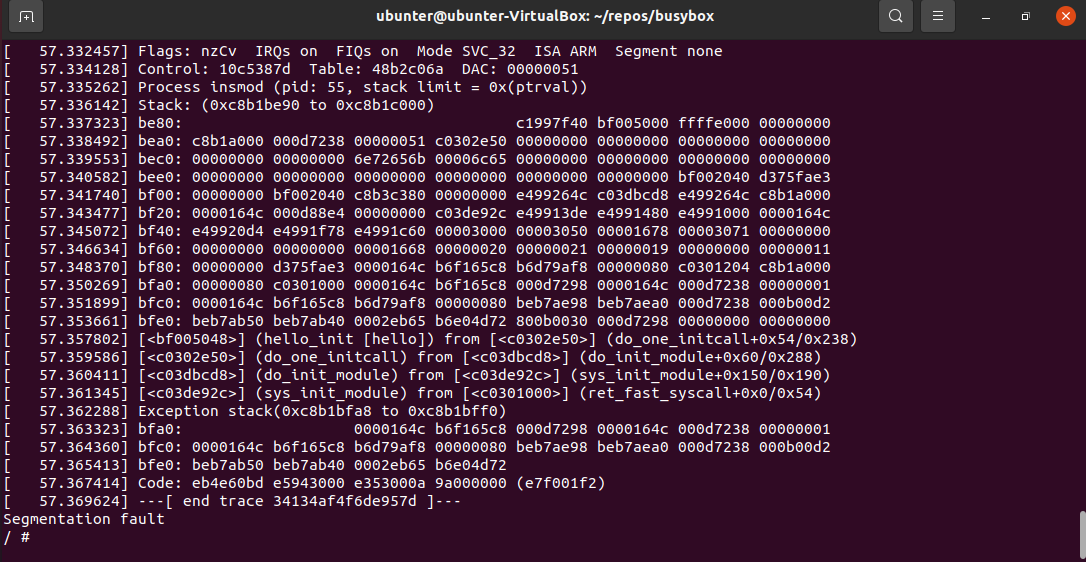 ubunter@ubunter-VirtualBox: ~/repos/busybox
[   57.332457] Flags: nzCv  IRQs on  FIQs on  Mode SVC_32  ISA ARM  Segment none
[   57.334128] Control: 10c5387d  Table: 48b2c06a  DAC: 00000051
[   57.335262] Process insmod (pid: 55, stack limit = 0x(ptrval))
[   57.336142] Stack: (0xc8b1be90 to 0xc8b1c000)
[   57.337323] be80:                                     c1997f40 bf005000 ffffe000 00000000
[   57.338492] bea0: c8b1a000 000d7238 00000051 c0302e50 00000000 00000000 00000000 00000000
[   57.339553] bec0: 00000000 00000000 6e72656b 00006c65 00000000 00000000 00000000 00000000
[   57.340582] bee0: 00000000 00000000 00000000 00000000 00000000 00000000 bf002040 d375fae3
[   57.341740] bf00: 00000000 bf002040 c8b3c380 00000000 e499264c c03dbcd8 e499264c c8b1a000
[   57.343477] bf20: 0000164c 000d88e4 00000000 c03de92c e49913de e4991480 e4991000 0000164c
[   57.345072] bf40: e49920d4 e4991f78 e4991c60 00003000 00003050 00001678 00003071 00000000
[   57.346634] bf60: 00000000 00000000 00001668 00000020 00000021 00000019 00000000 00000011
[   57.348370] bf80: 00000000 d375fae3 0000164c b6f165c8 b6d79af8 00000080 c0301204 c8b1a000
[   57.350269] bfa0: 00000080 c0301000 0000164c b6f165c8 000d7298 0000164c 000d7238 00000001
[   57.351899] bfc0: 0000164c b6f165c8 b6d79af8 00000080 beb7ae98 beb7aea0 000d7238 000b00d2
[   57.353661] bfe0: beb7ab50 beb7ab40 0002eb65 b6e04d72 800b0030 000d7298 00000000 00000000
[   57.357802] [<bf005048>] (hello_init [hello]) from [<c0302e50>] (do_one_initcall+0x54/0x238)
[   57.359586] [<c0302e50>] (do_one_initcall) from [<c03dbcd8>] (do_init_module+0x60/0x288)
[   57.360411] [<c03dbcd8>] (do_init_module) from [<c03de92c>] (sys_init_module+0x150/0x190)
[   57.361345] [<c03de92c>] (sys_init_module) from [<c0301000>] (ret_fast_syscall+0x0/0x54)
[   57.362288] Exception stack(0xc8b1bfa8 to 0xc8b1bff0)
[   57.363323] bfa0:                   0000164c b6f165c8 000d7298 0000164c 000d7238 00000001
[   57.364360] bfc0: 0000164c b6f165c8 b6d79af8 00000080 beb7ae98 beb7aea0 000d7238 000b00d2
[   57.365413] bfe0: beb7ab50 beb7ab40 0002eb65 b6e04d72
[   57.367414] Code: eb4e60bd e5943000 e353000a 9a000000 (e7f001f2)
[   57.369624] ---[ end trace 34134af4f6de957d ]---
Segmentation fault
/ #